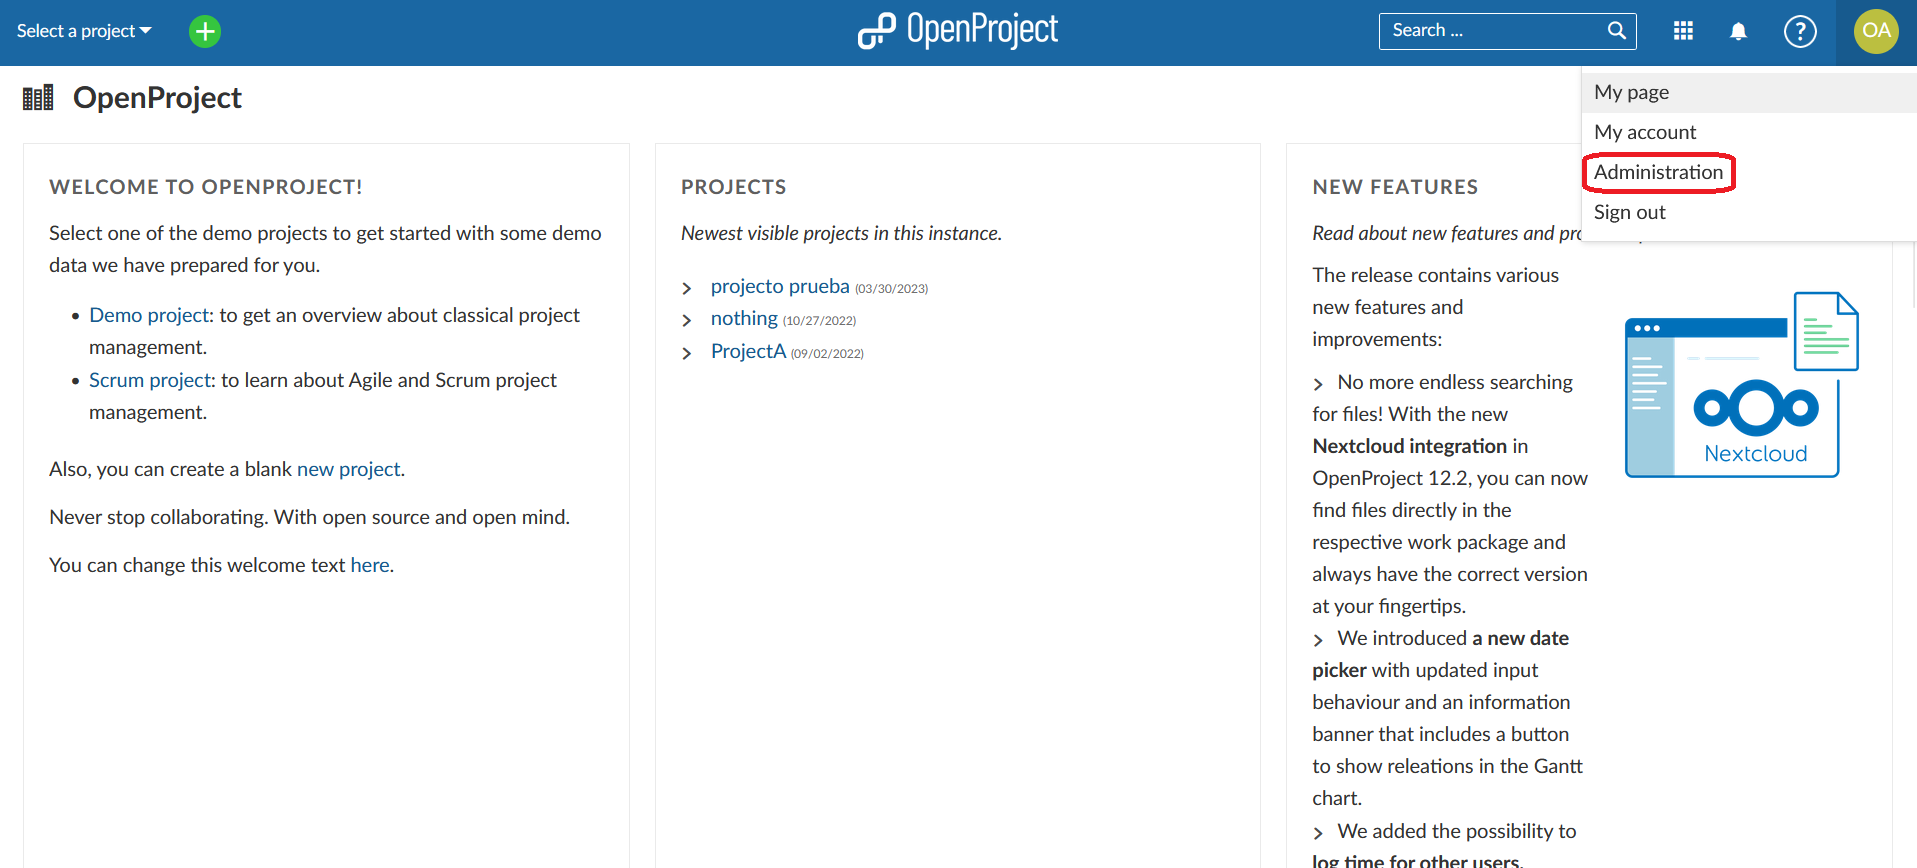 Select a project
OpenProject
Search ...
?
OA
OpenProject
My page
My account
Administration
Sign out
WELCOME TO OPENPROJECT!
Select one of the demo projects to get started with some demo
data we have prepared for you.
• Demo project: to get an overview about classical project
management.
• Scrum project: to learn about Agile and Scrum project
management.
Also, you can create a blank new project.
Never stop collaborating. With open source and open mind.
You can change this welcome text here.
PROJECTS
Newest visible projects in this instance.
projecto prueba (03/30/2023)
nothing (10/27/2022)
ProjectA (09/02/2022)
NEW FEATURES
Read about new features and
The release contains various
new features and
improvements:
No more endless searching
for files! With the new
Nextcloud integration in
OpenProject 12.2, you can now
find files directly in the
respective work package and
always have the correct version
at your fingertips.
We introduced a new date
picker with updated input
behaviour and an information
banner that includes a button
to show releations in the Gantt
chart.
We added the possibility to
log time for other users.
Nextcloud